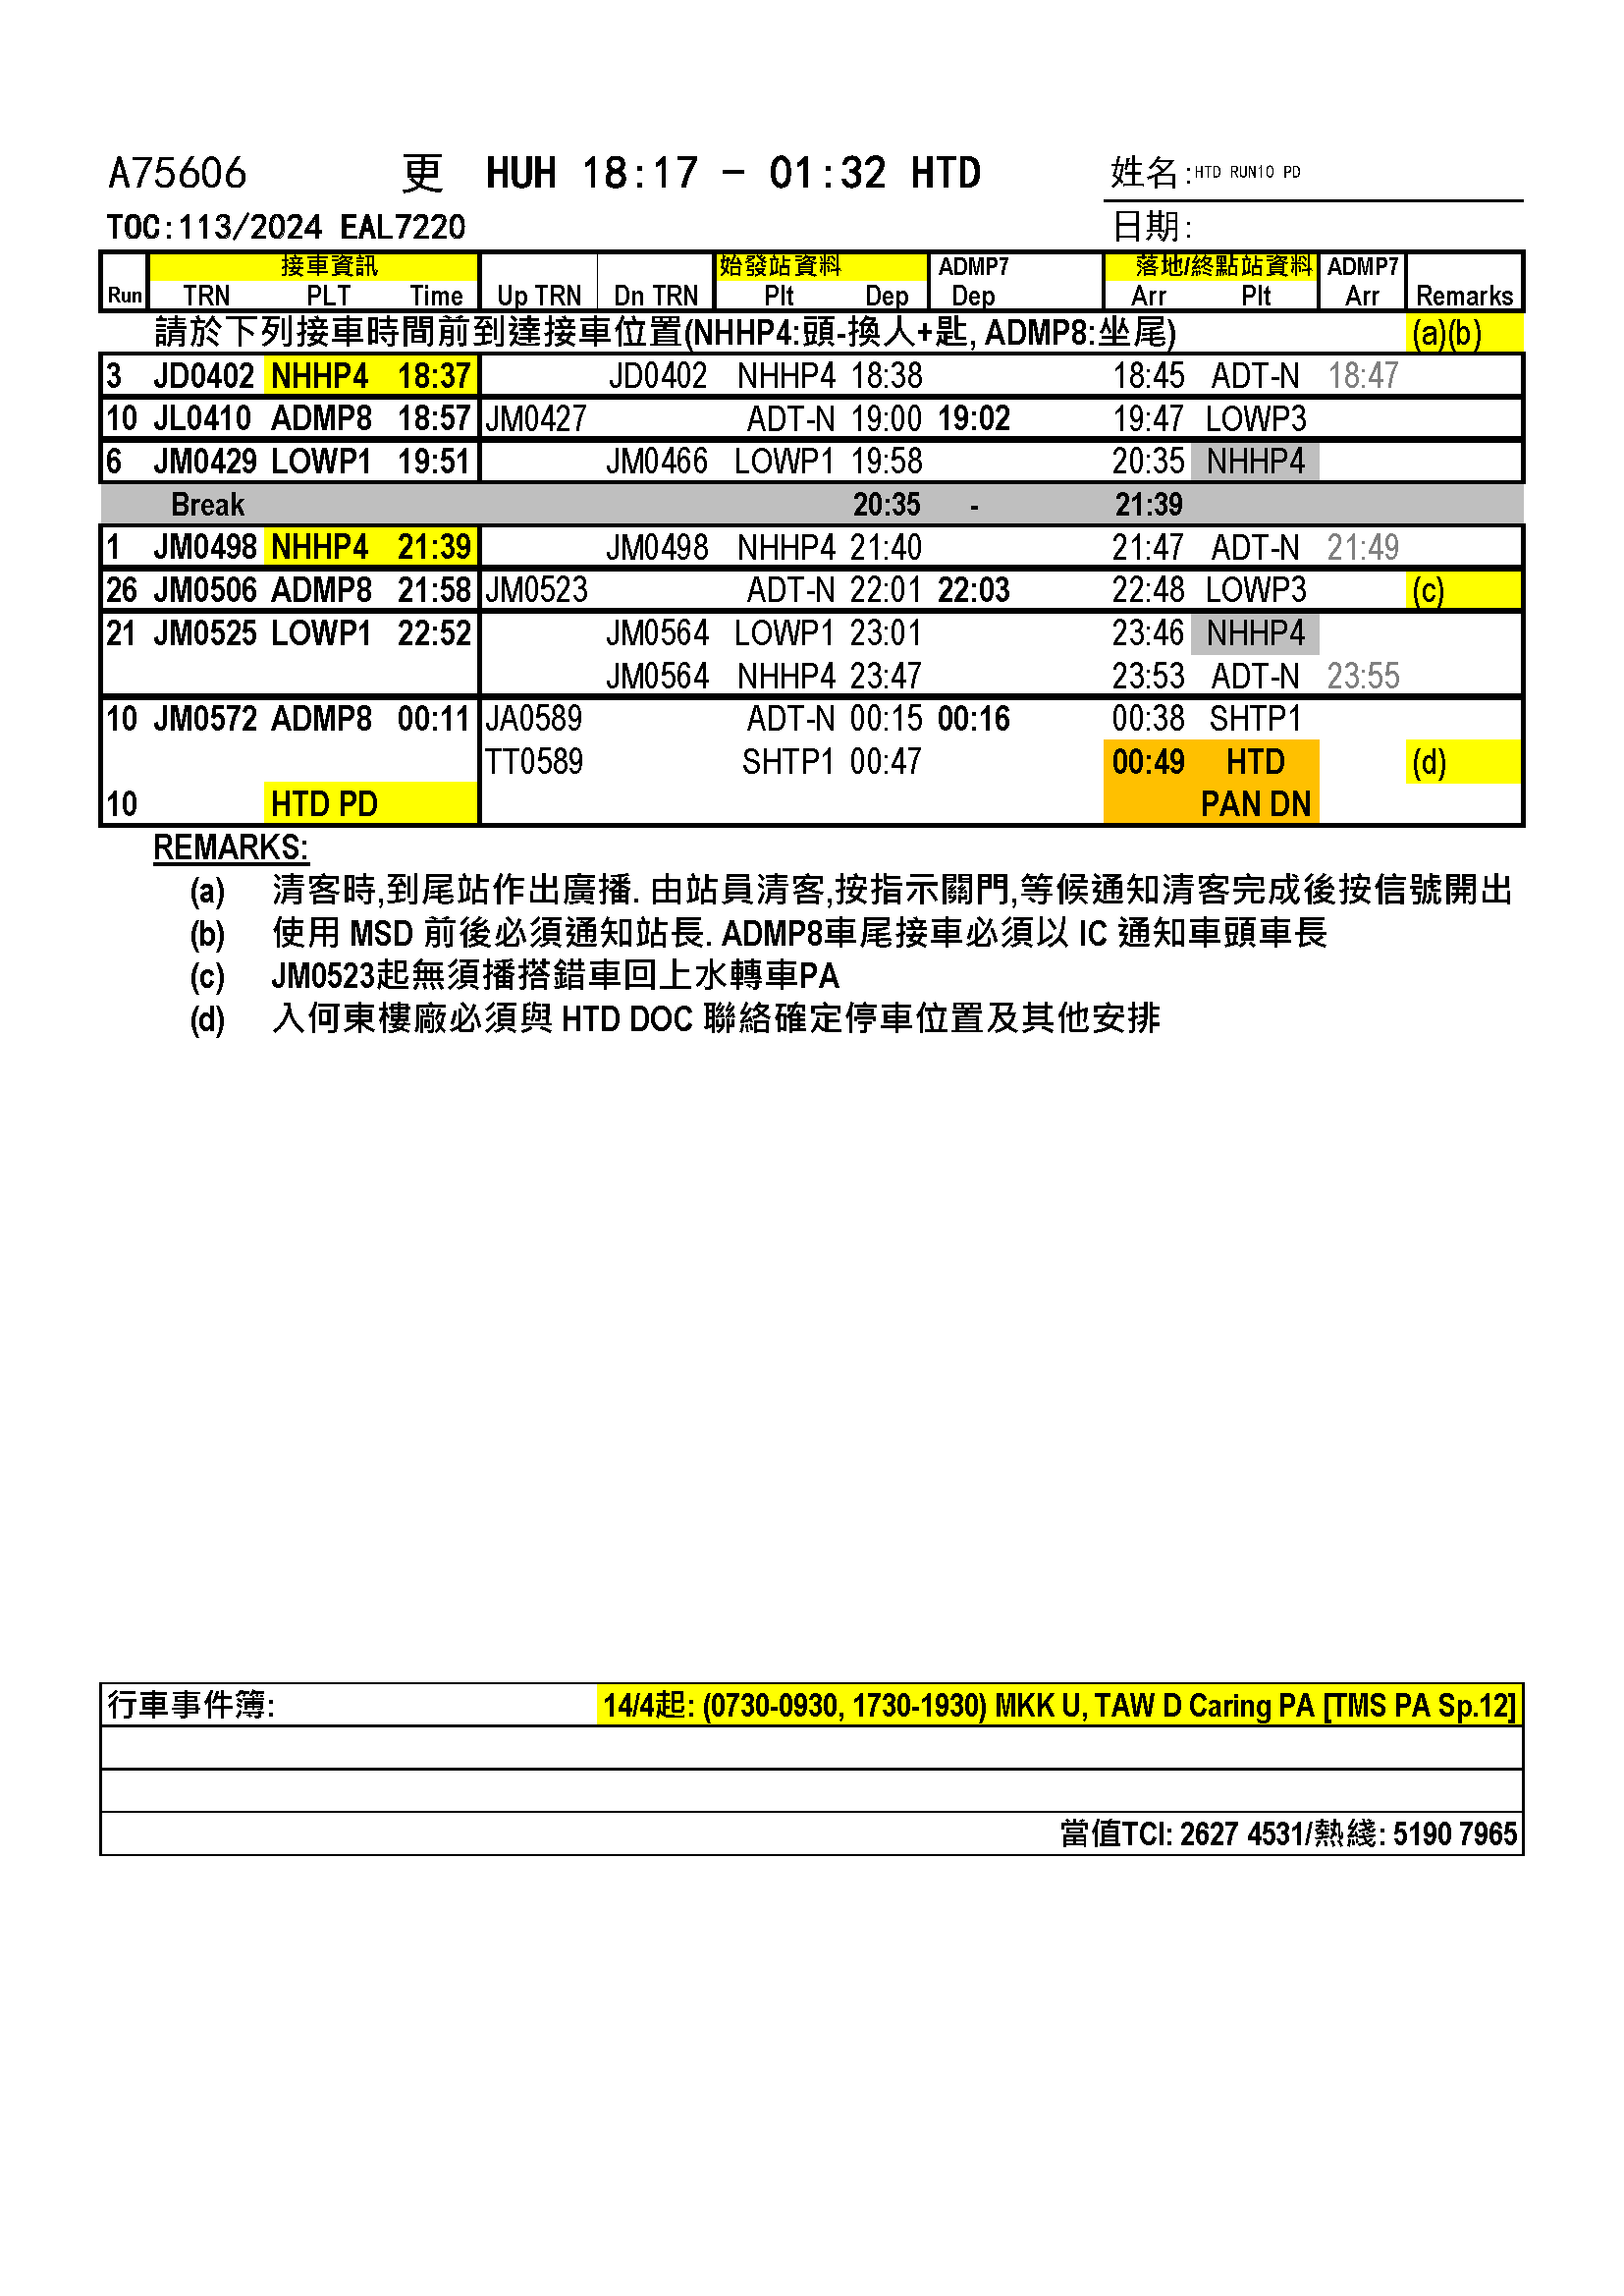 A75606 更 HUH 18:17 - 01:32 HTD 姓名:HTD RUN10 PD
TOC:113/2024 EAL7220 日期:
接車資訊 始發站資料 ADMP7 落地/終點站資料 ADMP7
Run TRN PLT Time Up TRN Dn TRN Plt Dep Dep Arr Plt Arr Remarks
請於下列接車時間前到達接車位置(NHHP4:頭-換人+匙, ADMP8:坐尾) (a)(b)
3 JD0402 NHHP4 18:37 JD0402 NHHP4 18:38 18:45 ADT-N 18:47
10 JL0410 ADMP8 18:57 JM0427 ADT-N 19:00 19:02 19:47 LOWP3
6 JM0429 LOWP1 19:51 JM0466 LOWP1 19:58 20:35 NHHP4
Break 20:35 - 21:39
1 JM0498 NHHP4 21:39 JM0498 NHHP4 21:40 21:47 ADT-N 21:49
26 JM0506 ADMP8 21:58 JM0523 ADT-N 22:01 22:03 22:48 LOWP3 (c)
21 JM0525 LOWP1 22:52 JM0564 LOWP1 23:01 23:46 NHHP4
JM0564 NHHP4 23:47 23:53 ADT-N 23:55
10 JM0572 ADMP8 00:11 JA0589 ADT-N 00:15 00:16 00:38 SHTP1
TT0589 SHTP1 00:47 00:49 HTD (d)
10 HTD PD PAN DN
REMARKS:
(a) 清客時,到尾站作出廣播. 由站員清客,按指示關門,等候通知清客完成後按信號開出
(b) 使用 MSD 前後必須通知站長. ADMP8車尾接車必須以 IC 通知車頭車長
(c) JM0523起無須播搭錯車回上水轉車PA
(d) 入何東樓廠必須與 HTD DOC 聯絡確定停車位置及其他安排
行車事件簿: 14/4起: (0730-0930, 1730-1930) MKK U, TAW D Caring PA [TMS PA Sp.12]
當值TCI: 2627 4531/熱綫: 5190 7965